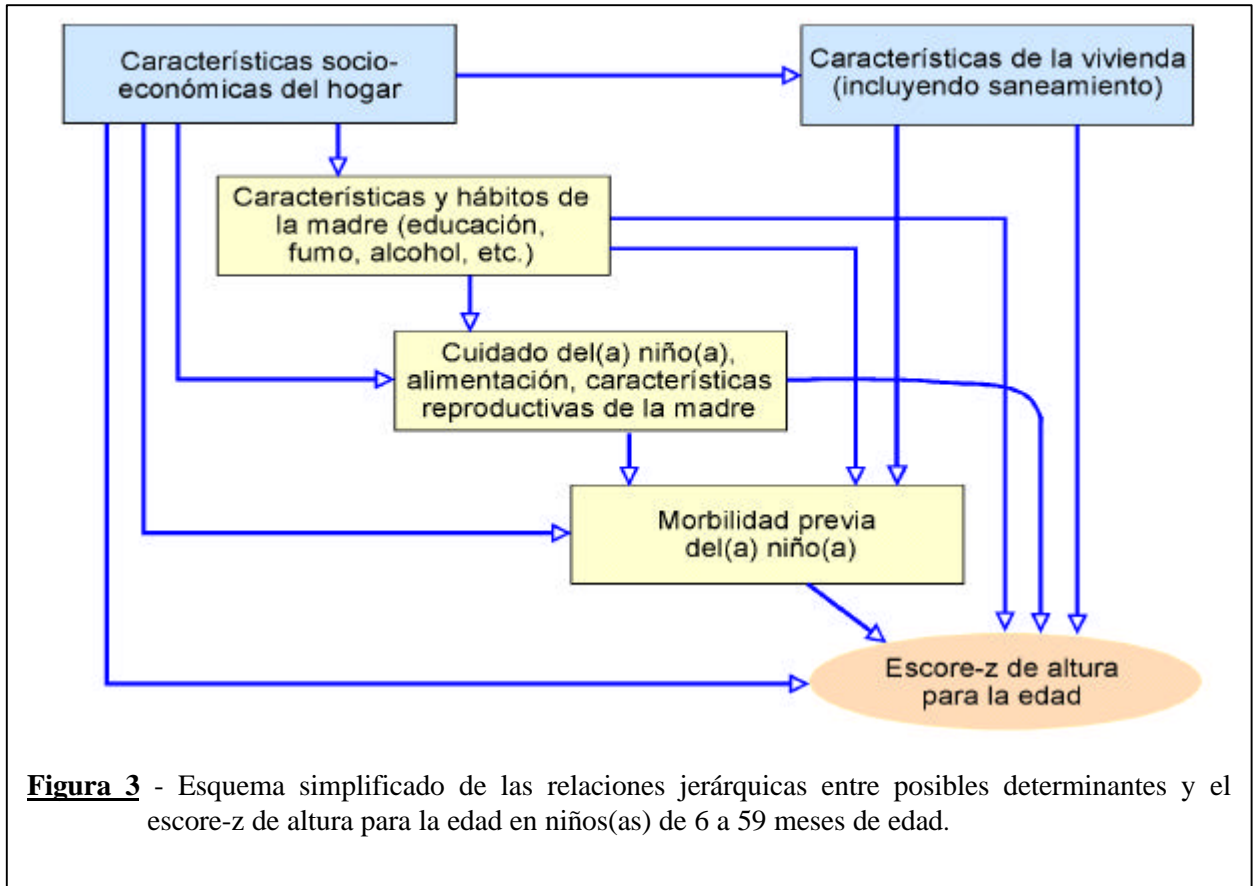 Características socio-
económicas del hogar
Características de la vivienda
(incluyendo saneamiento)
Características y hábitos de
la madre (educación,
fumo, alcohol, etc.)
Cuidado del(a) niño(a),
alimentación, características
reproductivas de la madre
Morbilidad previa
del(a) niño(a)
Escore-z de altura
para la edad
Figura 3 - Esquema simplificado de las relaciones jerárquicas entre posibles determinantes y el
escore-z de altura para la edad en niños(as) de 6 a 59 meses de edad.